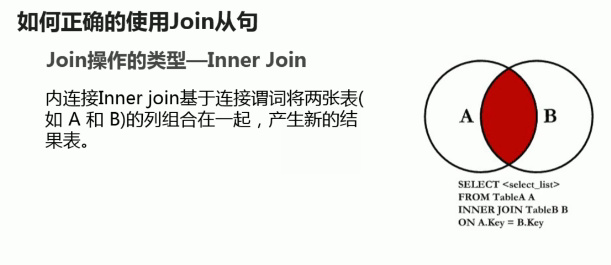 如何正确的使用Join从句
Join操作的类型—Inner Join
内连接Inner join基于连接谓词将两张表(
如 A 和 B)的列组合在一起，产生新的结
果表。
A B
SELECT <select_list>
FROM TableA A
INNER JOIN TableB B
ON A.Key = B.Key